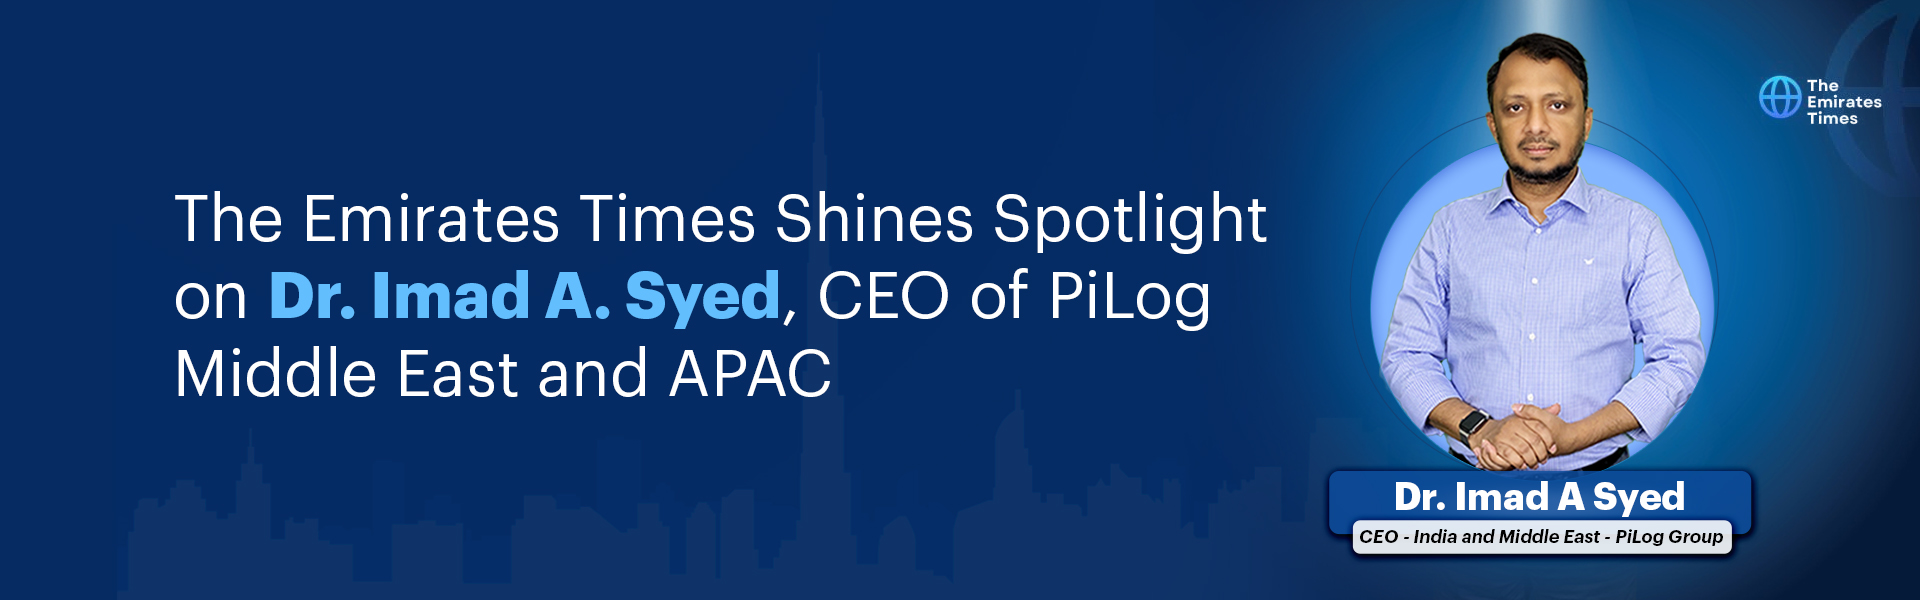 The Emirates Times Shines Spotlight
on Dr. Imad A. Syed, CEO of PiLog
Middle East and APAC
The
Emirates
Times
Dr. Imad A Syed
CEO - India and Middle East - PiLog Group